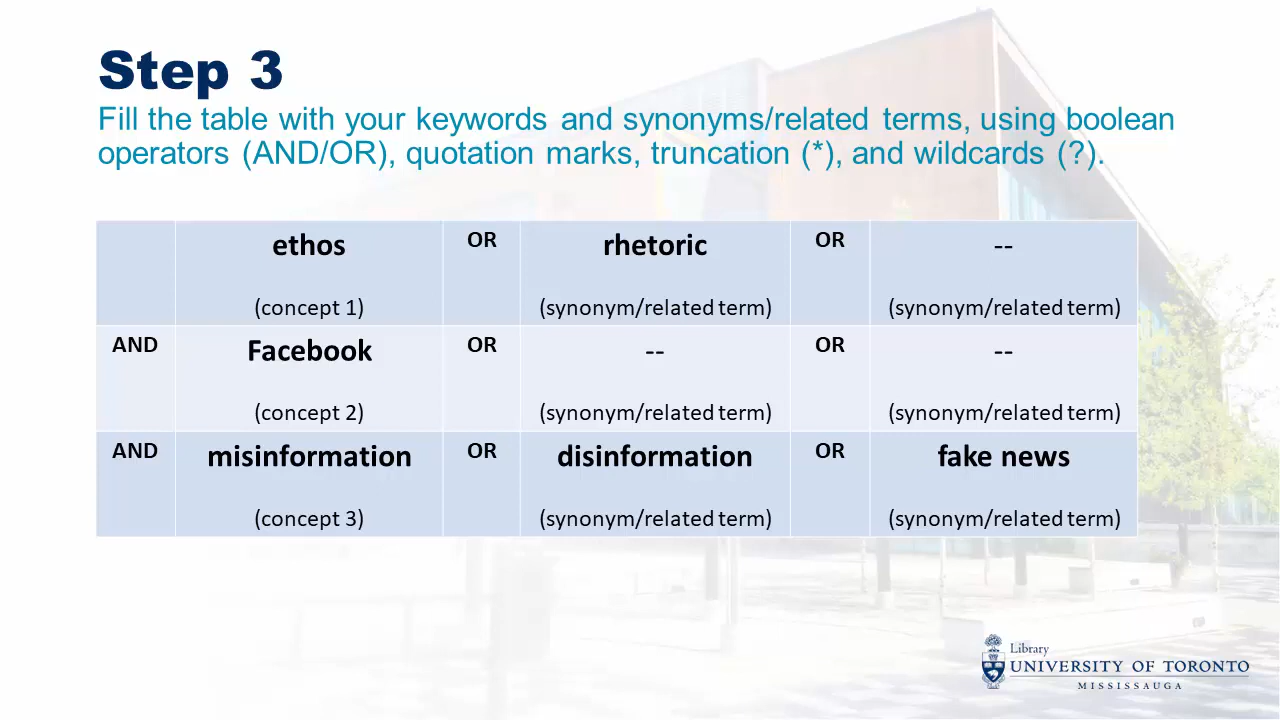 Step 3
Fill the table with your keywords and synonyms/related terms, using boolean
operators (AND/OR), quotation marks, truncation (*), and wildcards (?).
ethos OR rhetoric OR --
(concept 1) (synonym/related term) (synonym/related term)
AND Facebook OR -- OR --
(concept 2) (synonym/related term) (synonym/related term)
AND misinformation OR disinformation OR fake news
(concept 3) (synonym/related term) (synonym/related term)
Library
UNIVERSITY OF TORONTO
MISSISSAUGA